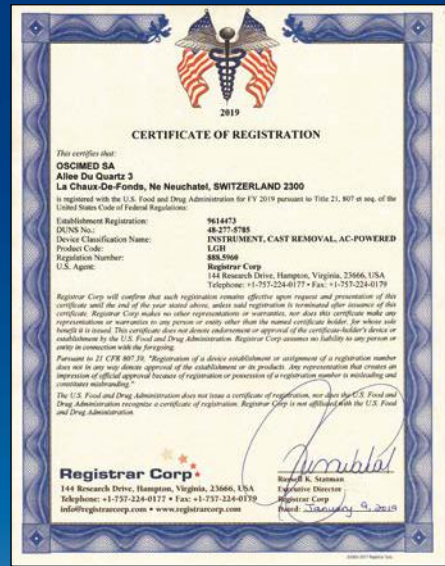 2019
CERTIFICATE OF REGISTRATION
This certifies that:
OSCIMED SA
Allee Du Quartz 3
La Chaux-De-Fonds, Ne Neuchatel, SWITZERLAND 2300
is registered with the U.S. Food and Drug Administration for FY 2019 pursuant to Title 21, 807 et seq. of the
United States Code of Federal Regulations:
Establishment Registration: 9614473
DUNS No.: 48-277-5785
Device Classification Name: INSTRUMENT, CAST REMOVAL, AC-POWERED
Product Code: LGH
Regulation Number: 888.5960
U.S. Agent: Registrar Corp
144 Research Drive, Hampton, Virginia, 23666, USA
Telephone: +1-757-224-0177 • Fax: +1-757-224-0179
Registrar Corp will confirm that such registration remains effective upon request and presentation of this
certificate until the end of the year stated above, unless said registration is terminated after issuance of this
certificate. Registrar Corp makes no other representations or warranties, nor does this certificate make any
representations or warranties to any person or entity other than the named certificate holder, for whose sole
benefit it is issued. This certificate does not denote endorsement or approval of the certificate-holder's device or
establishment by the U.S. Food and Drug Administration. Registrar Corp assumes no liability to any person or
entity in connection with the foregoing.
Pursuant to 21 CFR 807.39, "Registration of a device establishment or assignment of a registration number
does not in any way denote approval of the establishment or its products. Any representation that creates an
impression of official approval because of registration or possession of a registration number is misleading and
constitutes misbranding."
The U.S. Food and Drug Administration does not issue a certificate of registration, nor does the U.S. Food and
Drug Administration recognize a certificate of registration. Registrar Corp is not affiliated with the U.S. Food
and Drug Administration.
Registrar Corp
144 Research Drive, Hampton, Virginia, 23666, USA
Telephone: +1-757-224-0177 • Fax: +1-757-224-0179
info@registrarcorp.com • www.registrarcorp.com
Russell K. Statman
Executive Director
Registrar Corp
Dated: January 9, 2019